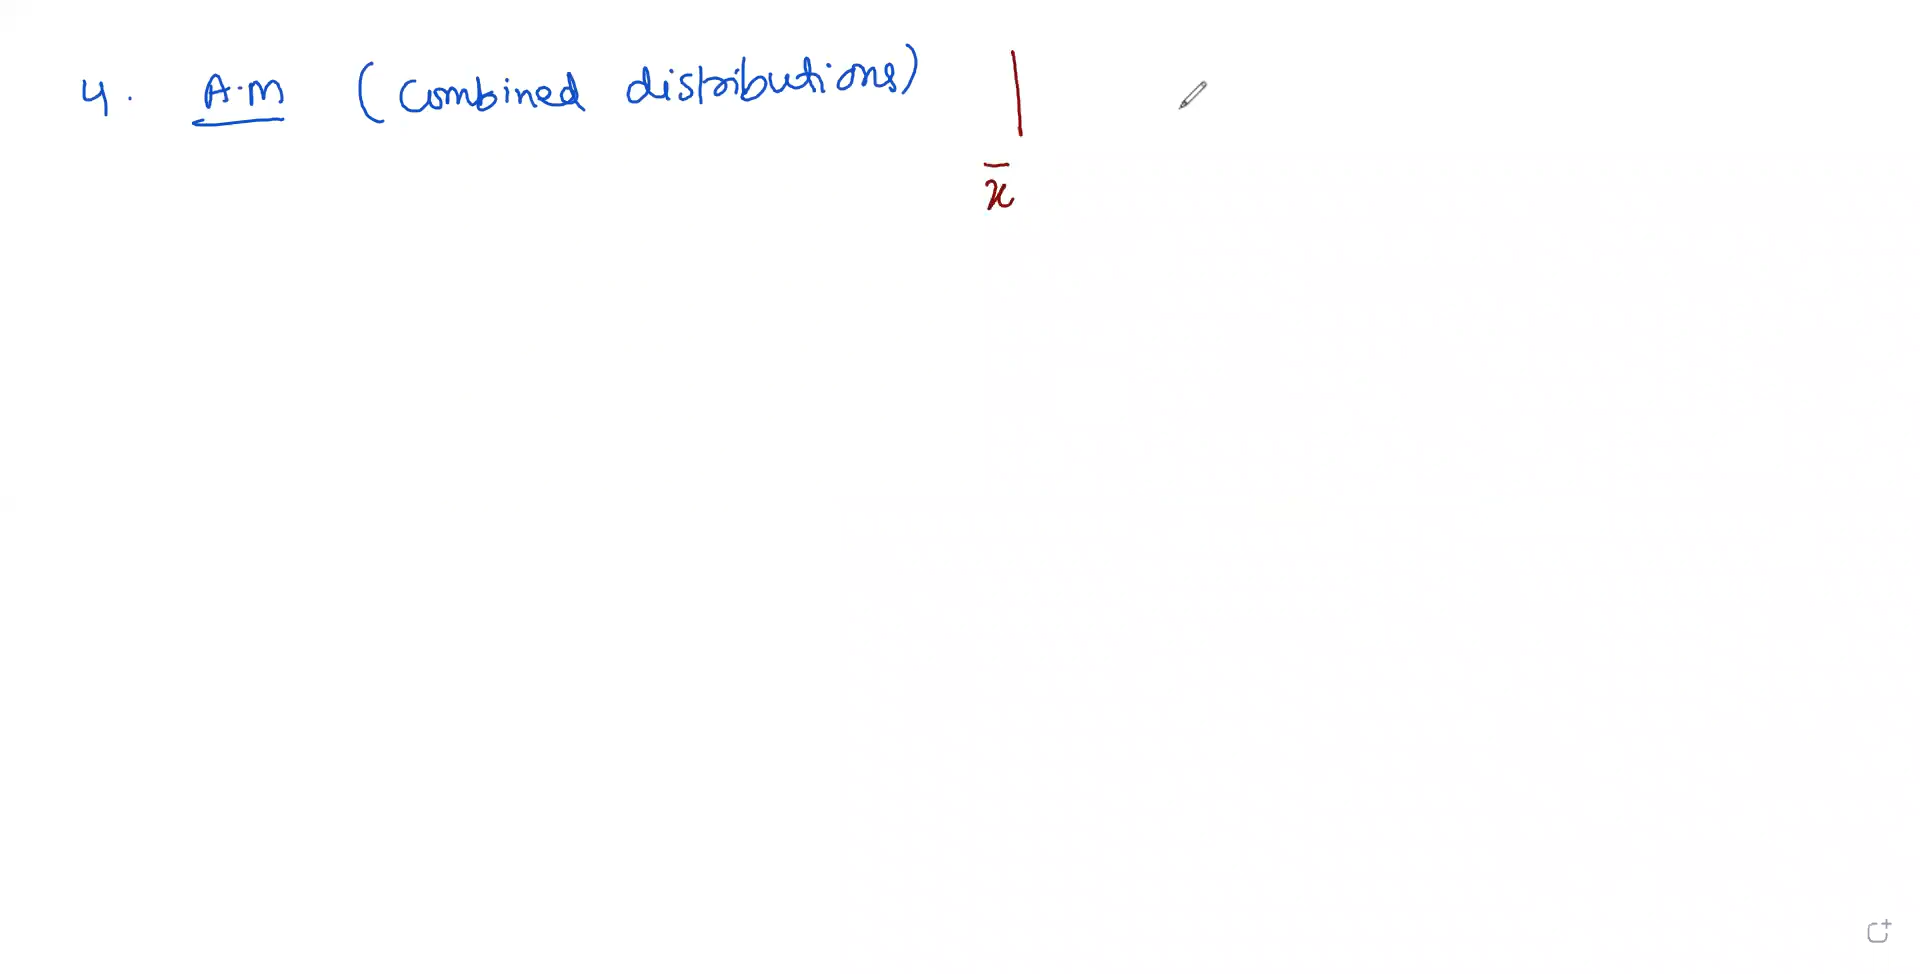 4. A.M (Combined distributions) |
x̄